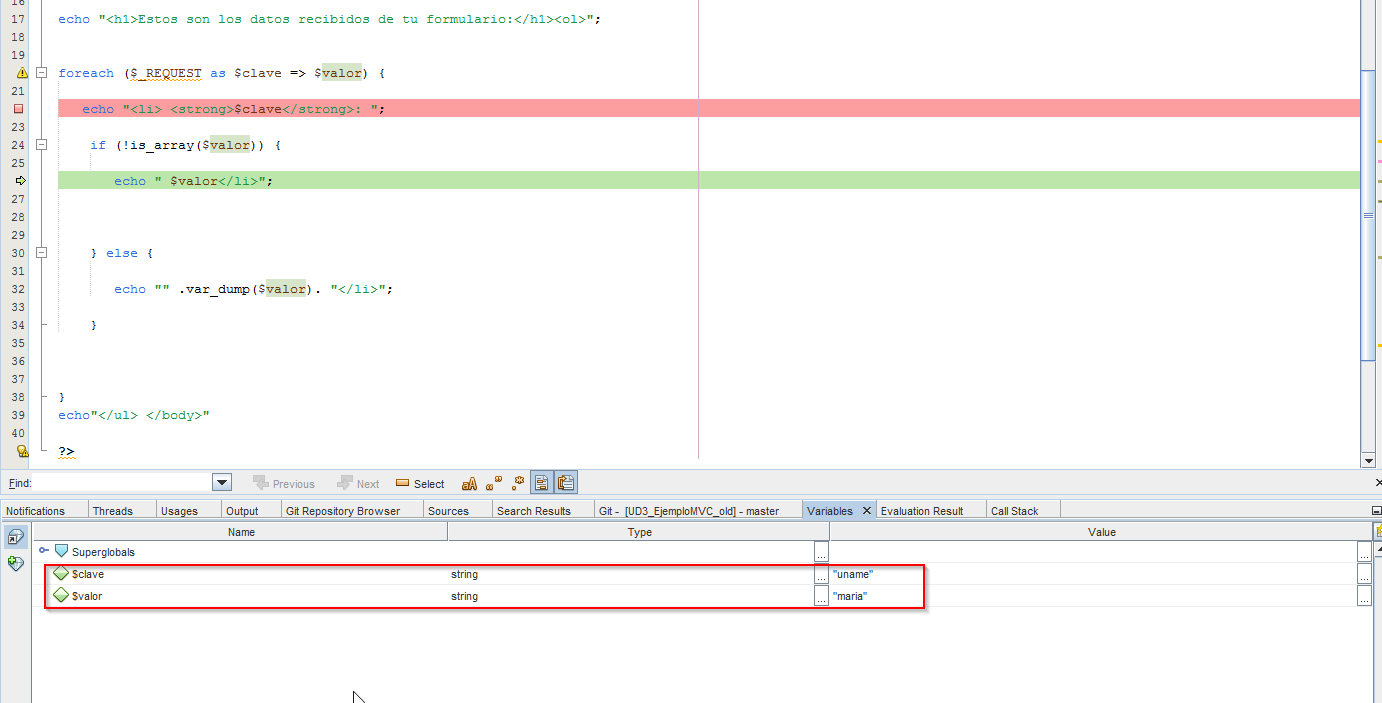 16
17 echo "<h1>Estos son los datos recibidos de tu formulario:</h1><ol>";
18
19
foreach ($_REQUEST as $clave => $valor) {
21
echo "<li> <strong>$clave</strong>: ";
23
24 if (!is_array($valor)) {
25
echo " $valor</li>";
27
28
29
30 } else {
31
32 echo "" .var_dump($valor). "</li>";
33
34 }
35
36
37
38 }
39 echo"</ul> </body>"
40
?>
Find: Previous Next Select aA
Notifications Threads Usages Output Git Repository Browser Sources Search Results Git - [UD3_EjemploMVC_old] - master Variables Evaluation Result Call Stack
Name Type Value
Superglobals ... ...
$clave string ... "uname" ...
$valor string ... "maria" ...